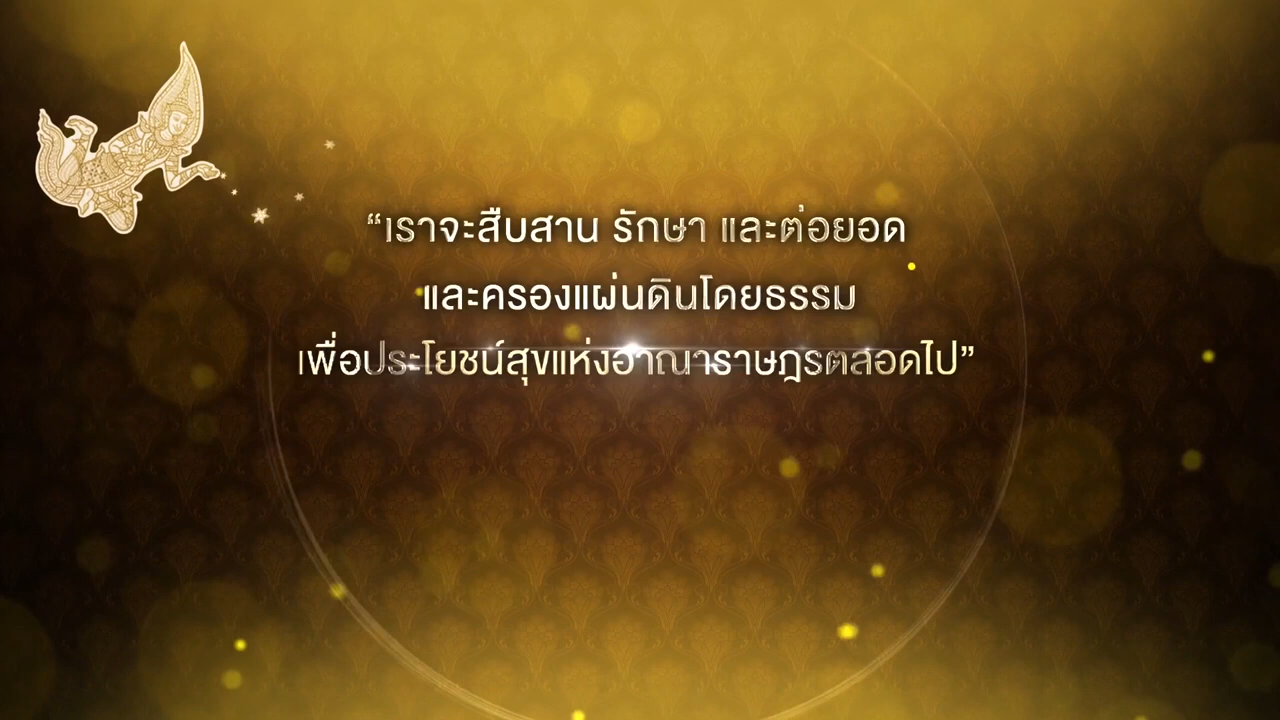 “เราจะสืบสาน รักษา และต่อยอด
และครองแผ่นดินโดยธรรม
เพื่อประโยชน์สุขแห่งอาณาราษฎรตลอดไป”